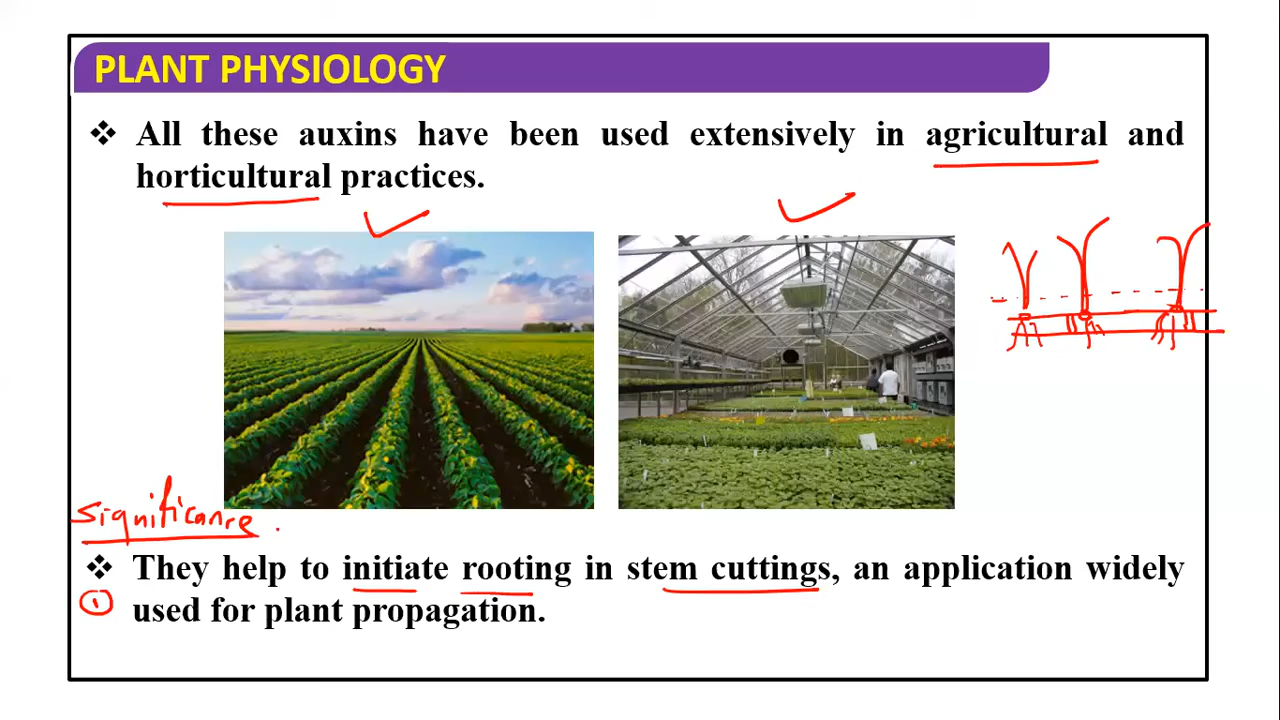 PLANT PHYSIOLOGY
❖ All these auxins have been used extensively in agricultural and
horticultural practices.
significance
❖ They help to initiate rooting in stem cuttings, an application widely
① used for plant propagation.